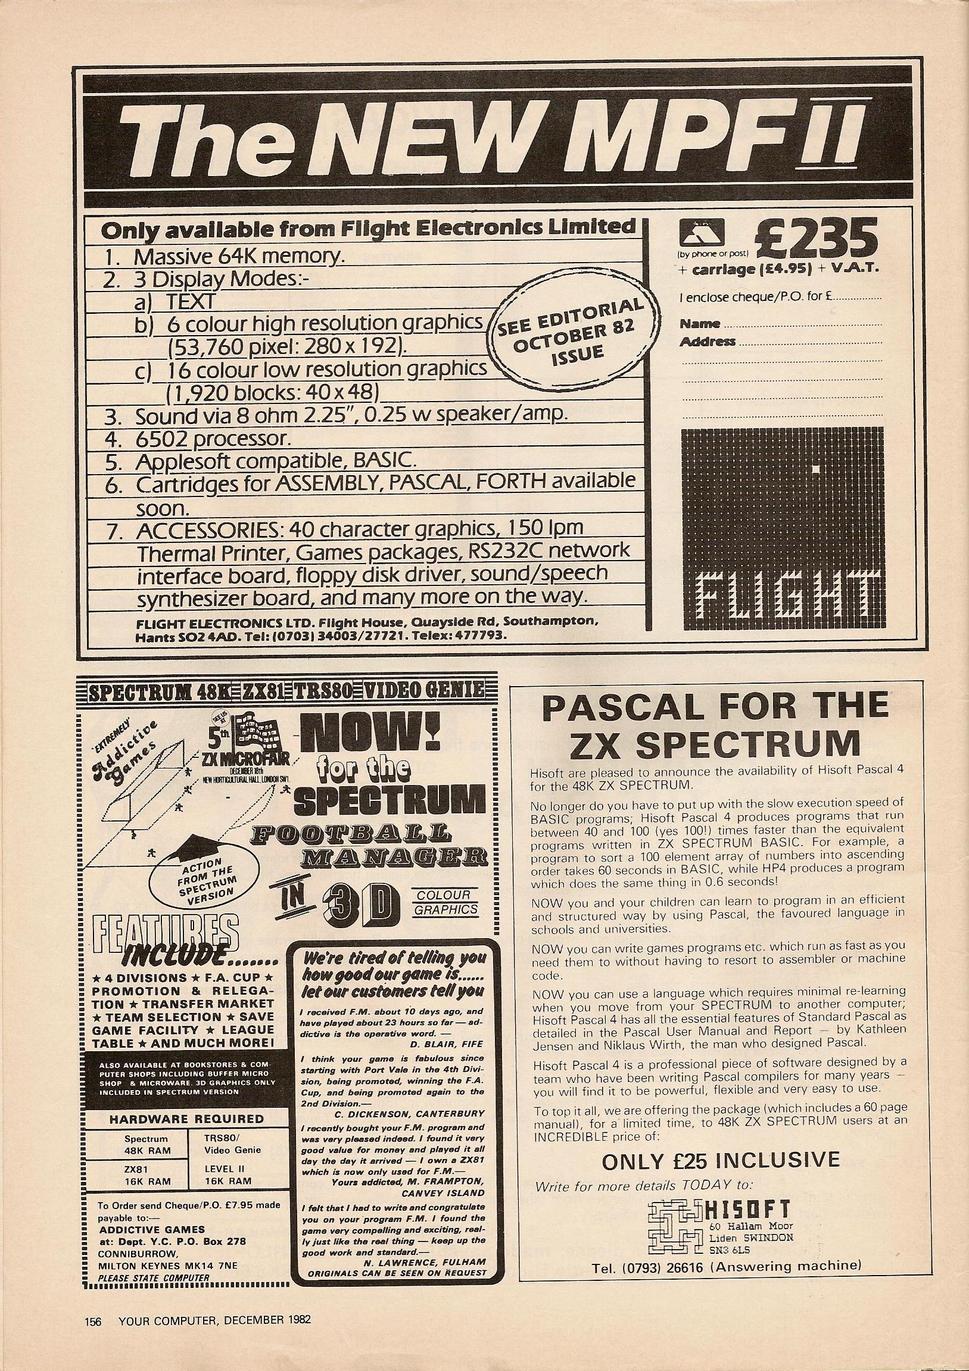 The NEW MPF II
Only available from Flight Electronics Limited
1. Massive 64K memory.
2. 3 Display Modes:-
a) TEXT
b) 6 colour high resolution graphics
(53,760 pixel: 280 x 192).
c) 16 colour low resolution graphics
(1,920 blocks: 40 x 48)
3. Sound via 8 ohm 2.25", 0.25 w speaker/amp.
4. 6502 processor.
5. Applesoft compatible, BASIC.
6. Cartridges for ASSEMBLY, PASCAL, FORTH available
soon.
7. ACCESSORIES: 40 character graphics, 150 lpm
Thermal Printer, Games packages, RS232C network
interface board, floppy disk driver, sound/speech
synthesizer board, and many more on the way.
FLIGHT ELECTRONICS LTD. Flight House, Quayside Rd, Southampton,
Hants SO2 4AD. Tel: (0703) 34003/27721. Telex: 477793.
SEE EDITORIAL
OCTOBER 82
ISSUE
£235
(by phone or post)
+ carriage (£4.95) + V.A.T.
I enclose cheque/P.O. for £................
Name
Address
FLIGHT
SPECTRUM 48K ZX81 TRS80 VIDEO GENIE
EXTREMELY
Addictive
Games
SEE US
AT
5th
ZX MICROFAIR
DECEMBER 18th
NEW HORTICULTURAL HALL, LONDON SW1.
NOW!
for the
SPECTRUM
FOOTBALL
MANAGER
ACTION
FROM THE
SPECTRUM
VERSION
IN 3D
COLOUR
GRAPHICS
FEATURES
INCLUDE.......
★ 4 DIVISIONS ★ F.A. CUP ★
PROMOTION & RELEGA-
TION ★ TRANSFER MARKET
★ TEAM SELECTION ★ SAVE
GAME FACILITY ★ LEAGUE
TABLE ★ AND MUCH MORE!
ALSO AVAILABLE AT BOOKSTORES & COM-
PUTER SHOPS INCLUDING BUFFER MICRO
SHOP & MICROWARE. 3D GRAPHICS ONLY
INCLUDED IN SPECTRUM VERSION
HARDWARE REQUIRED
Spectrum
48K RAM
TRS80/
Video Genie
ZX81
16K RAM
LEVEL II
16K RAM
To Order send Cheque/P.O. £7.95 made
payable to:—
ADDICTIVE GAMES
at: Dept. Y.C. P.O. Box 278
CONNIBURROW,
MILTON KEYNES MK14 7NE
PLEASE STATE COMPUTER
We're tired of telling you
how good our game is......
let our customers tell you
I received F.M. about 10 days ago, and
have played about 23 hours so far — ad-
dictive is the operative word. —
D. BLAIR, FIFE
I think your game is fabulous since
starting with Port Vale in the 4th Divi-
sion, being promoted, winning the F.A.
Cup, and being promoted again to the
2nd Division.—
C. DICKENSON, CANTERBURY
I recently bought your F.M. program and
was very pleased indeed. I found it very
good value for money and played it all
day the day it arrived — I own a ZX81
which is now only used for F.M.—
Yours addicted, M. FRAMPTON,
CANVEY ISLAND
I felt that I had to write and congratulate
you on your program F.M. I found the
game very compelling and exciting, real-
ly just like the real thing — keep up the
good work and standard.—
N. LAWRENCE, FULHAM
ORIGINALS CAN BE SEEN ON REQUEST
PASCAL FOR THE
ZX SPECTRUM
Hisoft are pleased to announce the availability of Hisoft Pascal 4
for the 48K ZX SPECTRUM.
No longer do you have to put up with the slow execution speed of
BASIC programs; Hisoft Pascal 4 produces programs that run
between 40 and 100 (yes 100!) times faster than the equivalent
programs written in ZX SPECTRUM BASIC. For example, a
program to sort a 100 element array of numbers into ascending
order takes 60 seconds in BASIC, while HP4 produces a program
which does the same thing in 0.6 seconds!
NOW you and your children can learn to program in an efficient
and structured way by using Pascal, the favoured language in
schools and universities.
NOW you can write games programs etc. which run as fast as you
need them to without having to resort to assembler or machine
code.
NOW you can use a language which requires minimal re-learning
when you move from your SPECTRUM to another computer;
Hisoft Pascal 4 has all the essential features of Standard Pascal as
detailed in the Pascal User Manual and Report — by Kathleen
Jensen and Niklaus Wirth, the man who designed Pascal.
Hisoft Pascal 4 is a professional piece of software designed by a
team who have been writing Pascal compilers for many years —
you will find it to be powerful, flexible and very easy to use.
To top it all, we are offering the package (which includes a 60 page
manual), for a limited time, to 48K ZX SPECTRUM users at an
INCREDIBLE price of:
ONLY £25 INCLUSIVE
Write for more details TODAY to:
HISOFT
60 Hallam Moor
Liden SWINDON
SN3 6LS
Tel. (0793) 26616 (Answering machine)
156 YOUR COMPUTER, DECEMBER 1982